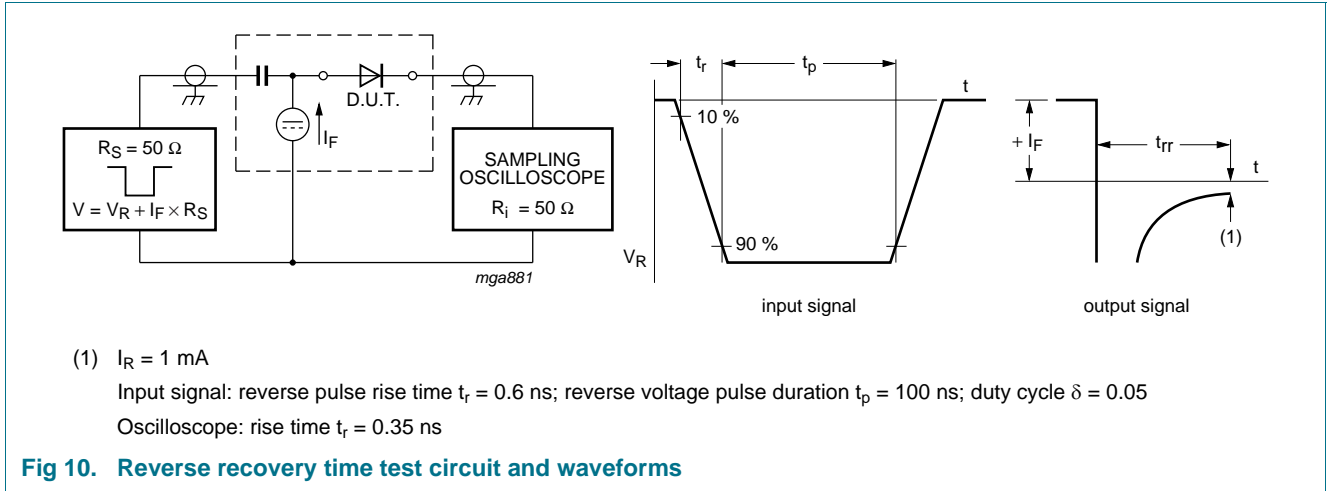 D.U.T.
I_F
R_S = 50 Ω
V = V_R + I_F × R_S
SAMPLING
OSCILLOSCOPE
R_i = 50 Ω
mga881
t_r
t_p
t
10 %
90 %
V_R
input signal
+ I_F
t_rr
t
(1)
output signal
(1) I_R = 1 mA
Input signal: reverse pulse rise time t_r = 0.6 ns; reverse voltage pulse duration t_p = 100 ns; duty cycle δ = 0.05
Oscilloscope: rise time t_r = 0.35 ns
Fig 10. Reverse recovery time test circuit and waveforms